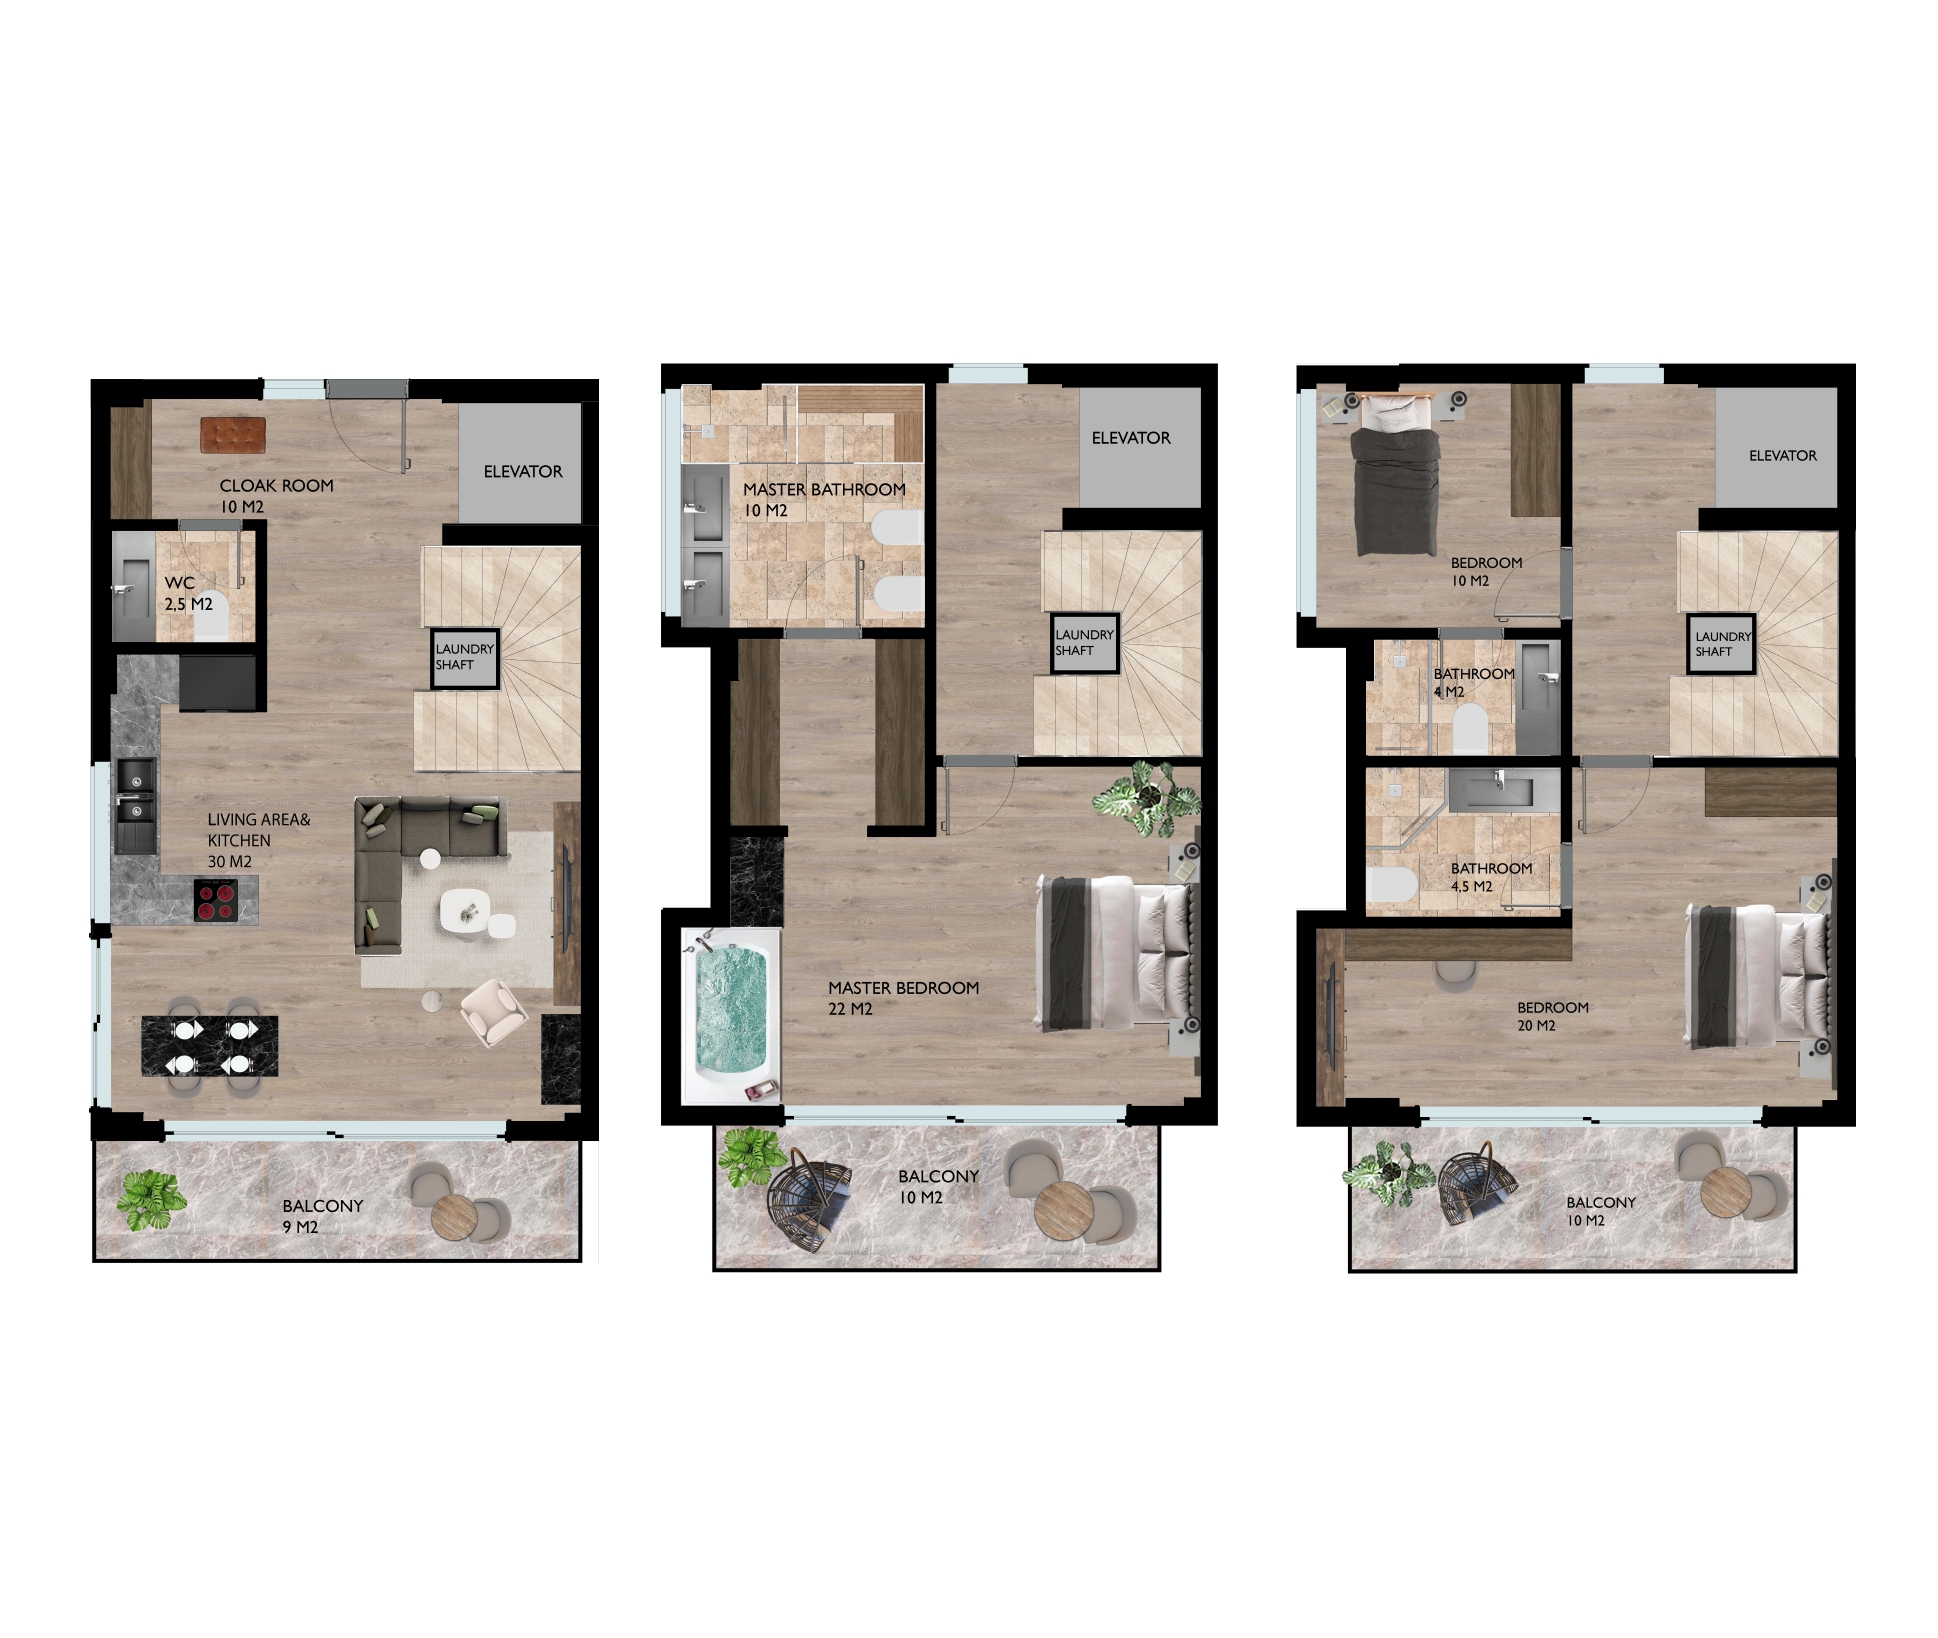 CLOAK ROOM
10 M2
ELEVATOR
WC
2,5 M2
LAUNDRY
SHAFT
LIVING AREA&
KITCHEN
30 M2
BALCONY
9 M2
MASTER BATHROOM
10 M2
ELEVATOR
LAUNDRY
SHAFT
MASTER BEDROOM
22 M2
BALCONY
10 M2
ELEVATOR
BEDROOM
10 M2
LAUNDRY
SHAFT
BATHROOM
4 M2
BATHROOM
4,5 M2
BEDROOM
20 M2
BALCONY
10 M2